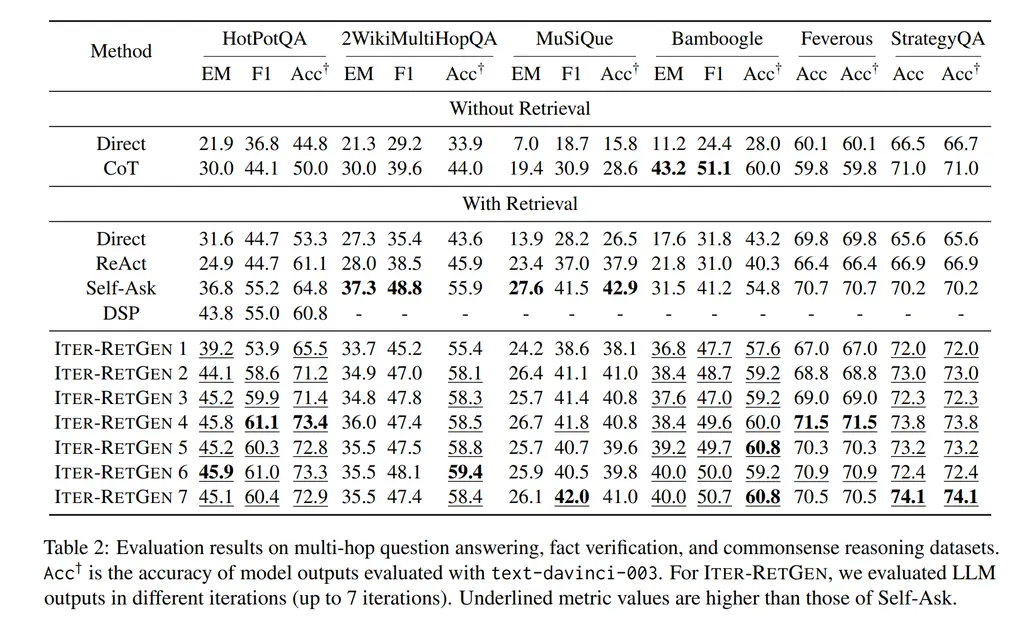 Method HotPotQA 2WikiMultiHopQA MuSiQue Bamboogle Feverous StrategyQA
EM F1 Acc† EM F1 Acc† EM F1 Acc† EM F1 Acc† Acc Acc† Acc Acc†
Without Retrieval
Direct 21.9 36.8 44.8 21.3 29.2 33.9 7.0 18.7 15.8 11.2 24.4 28.0 60.1 60.1 66.5 66.7
CoT 30.0 44.1 50.0 30.0 39.6 44.0 19.4 30.9 28.6 43.2 51.1 60.0 59.8 59.8 71.0 71.0
With Retrieval
Direct 31.6 44.7 53.3 27.3 35.4 43.6 13.9 28.2 26.5 17.6 31.8 43.2 69.8 69.8 65.6 65.6
ReAct 24.9 44.7 61.1 28.0 38.5 45.9 23.4 37.0 37.9 21.8 31.0 40.3 66.4 66.4 66.9 66.9
Self-Ask 36.8 55.2 64.8 37.3 48.8 55.9 27.6 41.5 42.9 31.5 41.2 54.8 70.7 70.7 70.2 70.2
DSP 43.8 55.0 60.8 - - - - - - - - - - - - -
ITER-RETGEN 1 39.2 53.9 65.5 33.7 45.2 55.4 24.2 38.6 38.1 36.8 47.7 57.6 67.0 67.0 72.0 72.0
ITER-RETGEN 2 44.1 58.6 71.2 34.9 47.0 58.1 26.4 41.1 41.0 38.4 48.7 59.2 68.8 68.8 73.0 73.0
ITER-RETGEN 3 45.2 59.9 71.4 34.8 47.8 58.3 25.7 41.4 40.8 37.6 47.0 59.2 69.0 69.0 72.3 72.3
ITER-RETGEN 4 45.8 61.1 73.4 36.0 47.4 58.5 26.7 41.8 40.8 38.4 49.6 60.0 71.5 71.5 73.8 73.8
ITER-RETGEN 5 45.2 60.3 72.8 35.5 47.5 58.8 25.7 40.7 39.6 39.2 49.7 60.8 70.3 70.3 73.2 73.2
ITER-RETGEN 6 45.9 61.0 73.3 35.5 48.1 59.4 25.9 40.5 39.8 40.0 50.0 59.2 70.9 70.9 72.4 72.4
ITER-RETGEN 7 45.1 60.4 72.9 35.5 47.4 58.4 26.1 42.0 41.0 40.0 50.7 60.8 70.5 70.5 74.1 74.1
Table 2: Evaluation results on multi-hop question answering, fact verification, and commonsense reasoning datasets.
Acc† is the accuracy of model outputs evaluated with text-davinci-003. For ITER-RETGEN, we evaluated LLM
outputs in different iterations (up to 7 iterations). Underlined metric values are higher than those of Self-Ask.